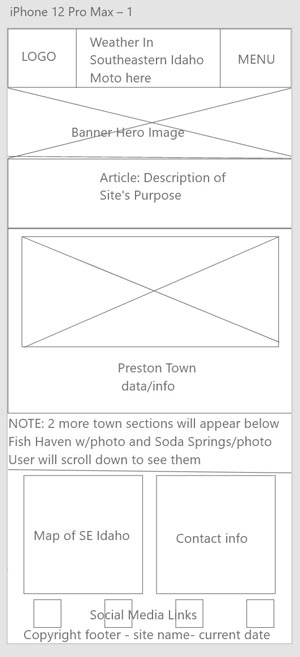 iPhone 12 Pro Max – 1
LOGO
Weather In
Southeastern Idaho
Moto here
MENU
Banner Hero Image
Article: Description of
Site's Purpose
Preston Town
data/info
NOTE: 2 more town sections will appear below
Fish Haven w/photo and Soda Springs/photo
User will scroll down to see them
Map of SE Idaho
Contact info
Social Media Links
Copyright footer - site name- current date